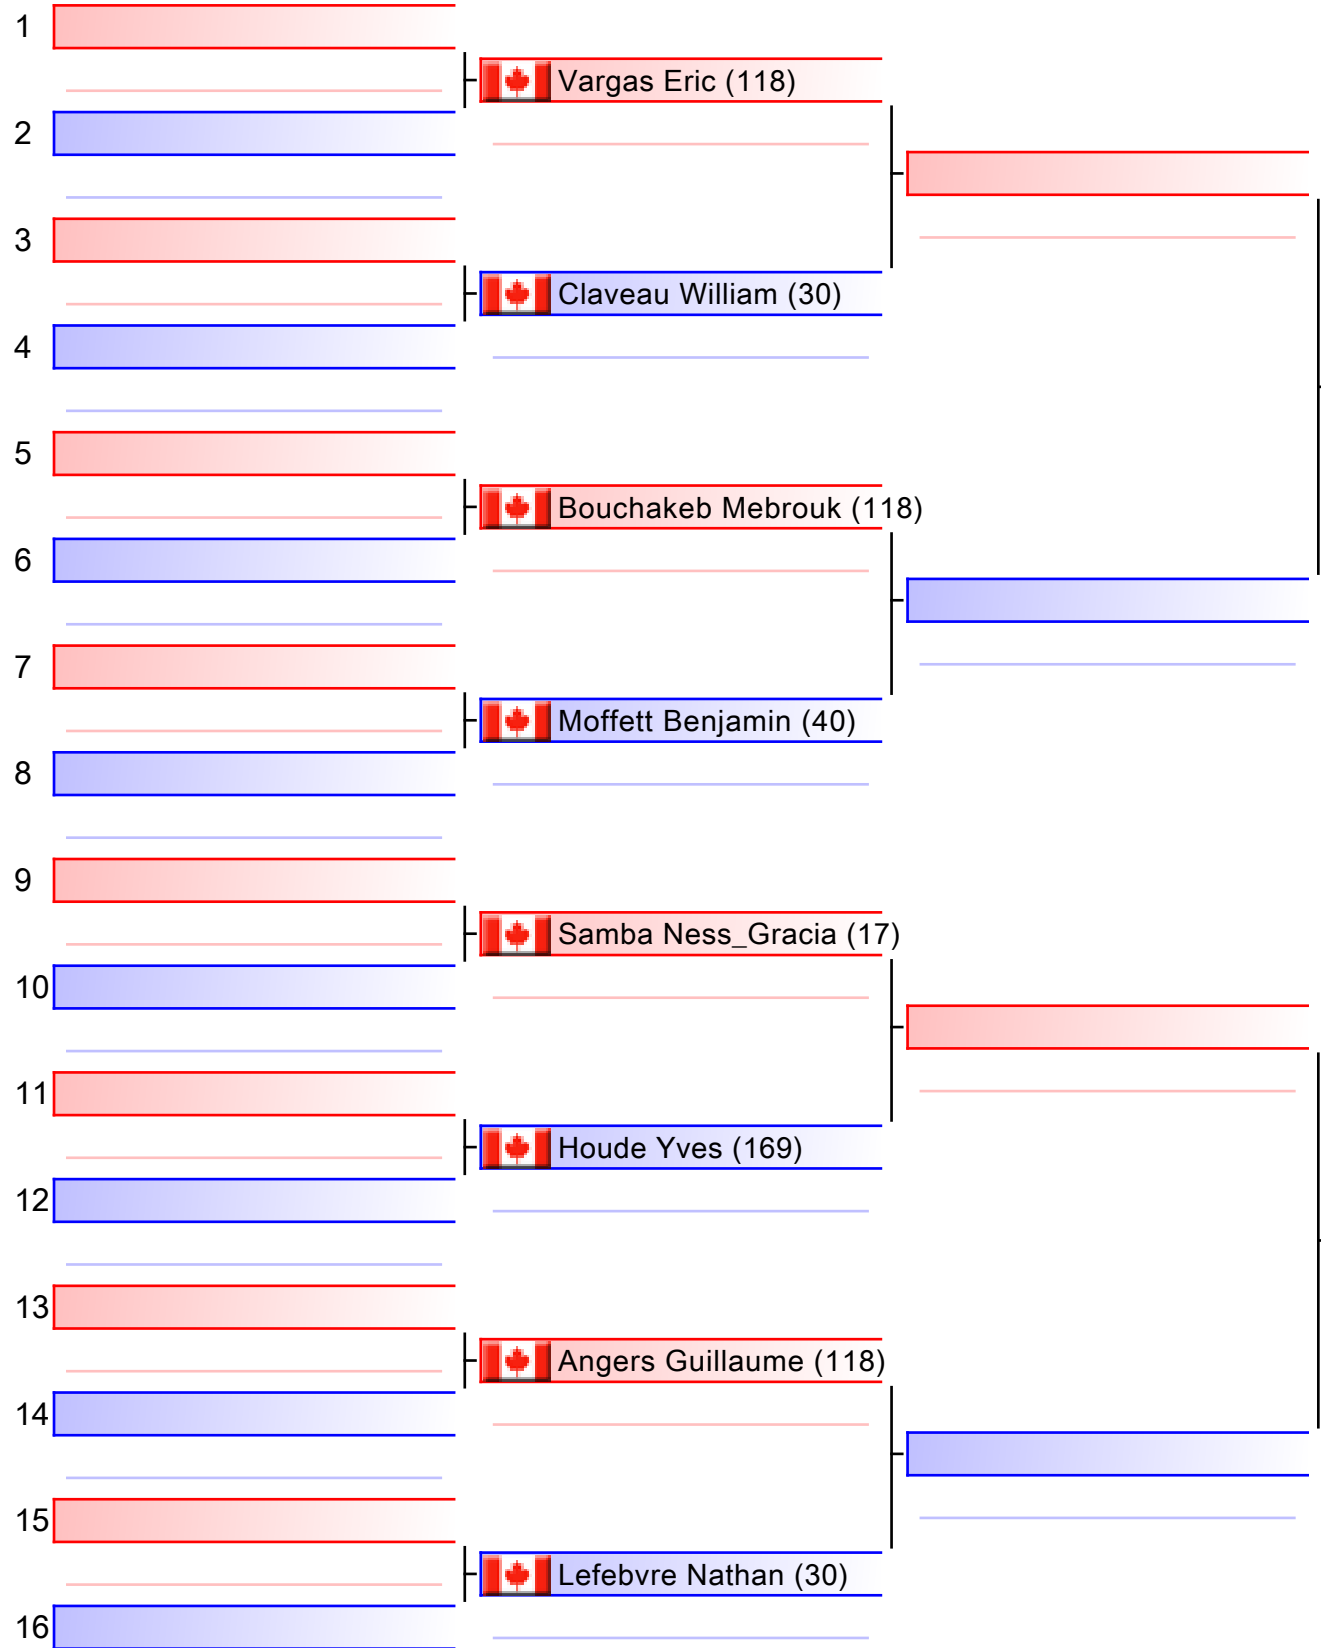 1
Vargas Eric (118)
2
3
Claveau William (30)
4
5
Bouchakeb Mebrouk (118)
6
7
Moffett Benjamin (40)
8
9
Samba Ness_Gracia (17)
10
11
Houde Yves (169)
12
13
Angers Guillaume (118)
14
15
Lefebvre Nathan (30)
16